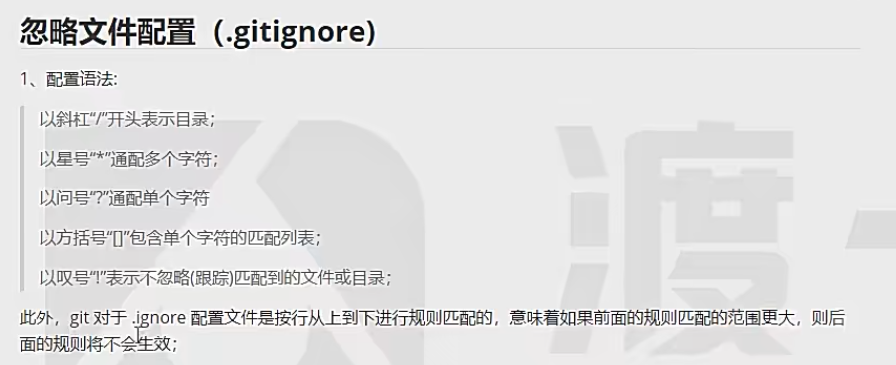 忽略文件配置（.gitignore)
1、配置语法:
以斜杠“/”开头表示目录；
以星号“*”通配多个字符；
以问号“?”通配单个字符
以方括号“[]”包含单个字符的匹配列表；
以叹号“!”表示不忽略(跟踪)匹配到的文件或目录；
此外，git 对于 .ignore 配置文件是按行从上到下进行规则匹配的，意味着如果前面的规则匹配的范围更大，则后
面的规则将不会生效；
渡一